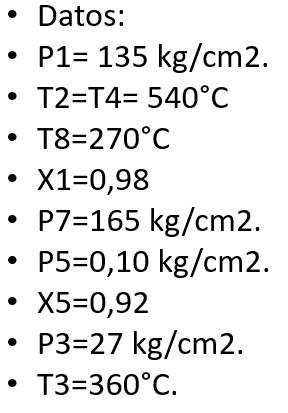 • Datos:
• P1= 135 kg/cm2.
• T2=T4= 540°C
• T8=270°C
• X1=0,98
• P7=165 kg/cm2.
• P5=0,10 kg/cm2.
• X5=0,92
• P3=27 kg/cm2.
• T3=360°C.